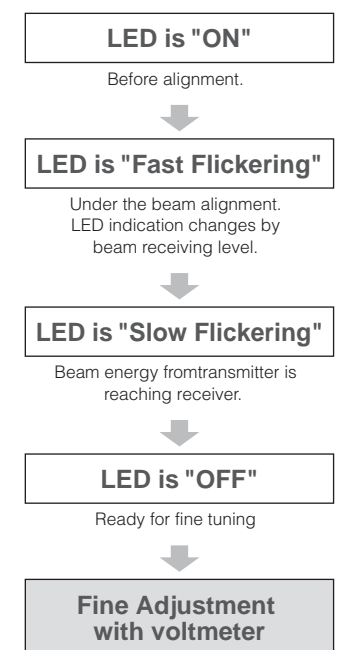 LED is "ON"
Before alignment.
LED is "Fast Flickering"
Under the beam alignment.
LED indication changes by
beam receiving level.
LED is "Slow Flickering"
Beam energy fromtransmitter is
reaching receiver.
LED is "OFF"
Ready for fine tuning
Fine Adjustment
with voltmeter